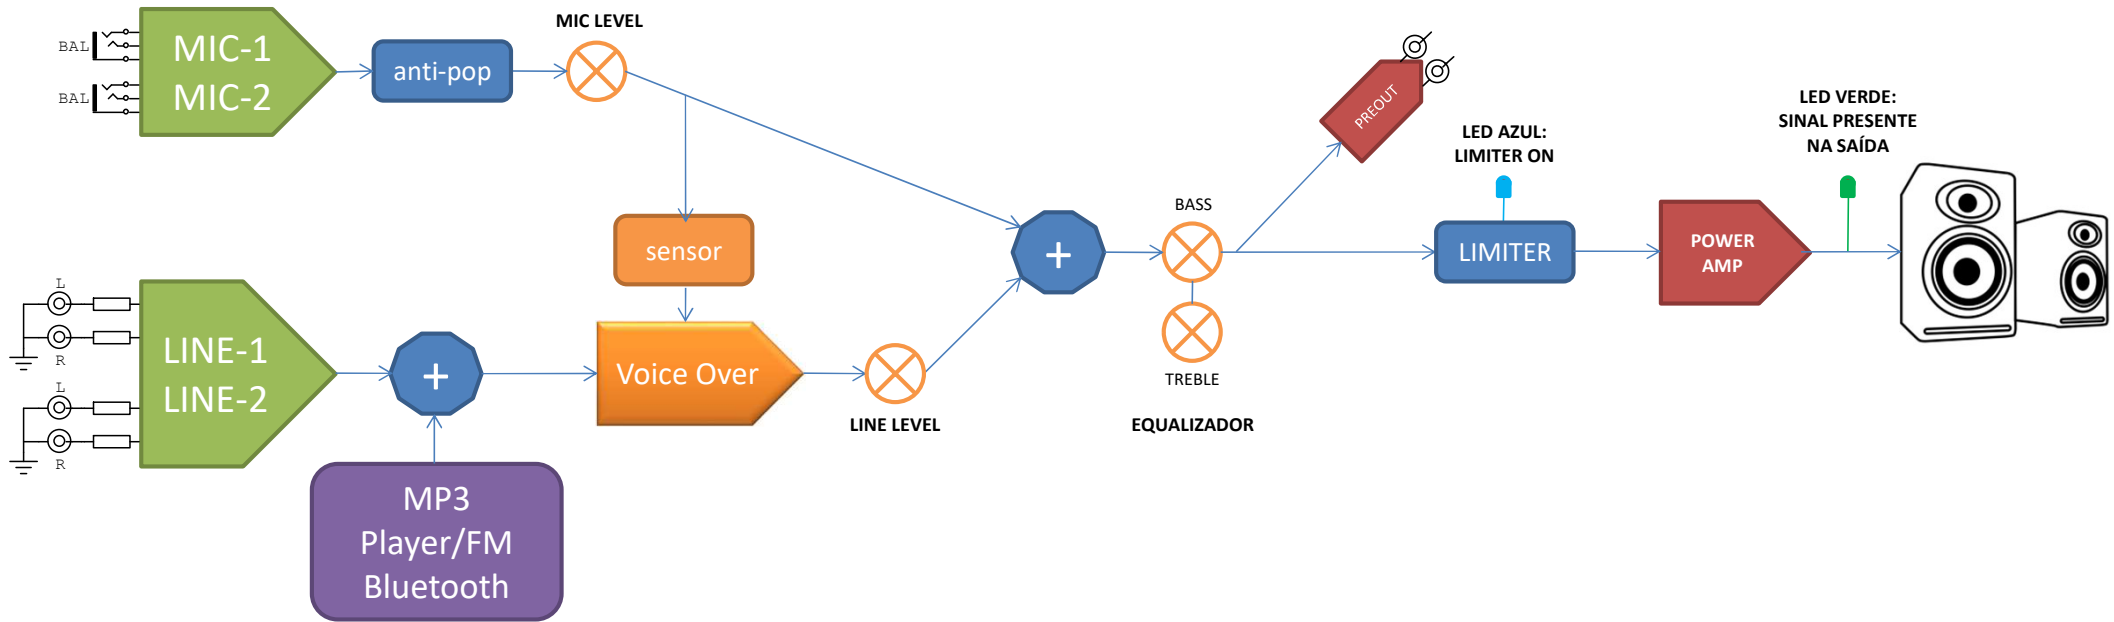 MIC LEVEL
BAL
BAL
MIC-1
MIC-2
anti-pop
PREOUT
LED AZUL:
LIMITER ON
LED VERDE:
SINAL PRESENTE
NA SAÍDA
sensor
+
BASS
LIMITER
POWER
AMP
L
R
L
R
LINE-1
LINE-2
+
Voice Over
LINE LEVEL
TREBLE
EQUALIZADOR
MP3
Player/FM
Bluetooth